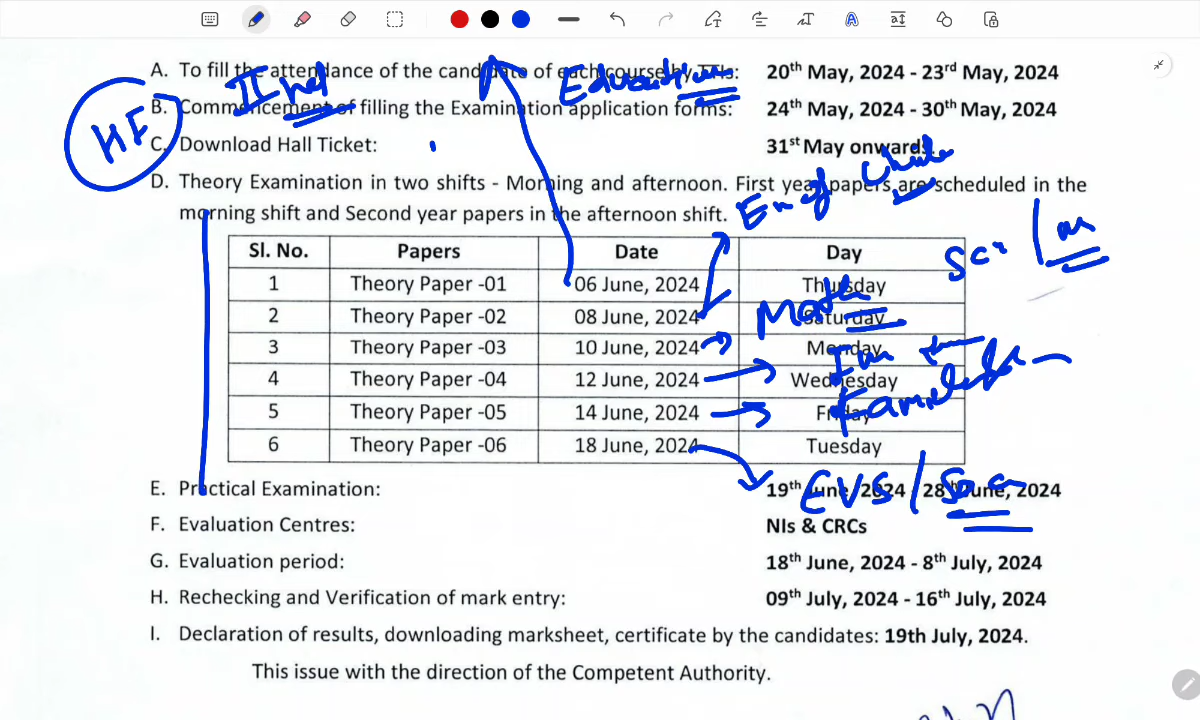 A. To fill the attendance of the candidate of each course by TTIs: 20th May, 2024 - 23rd May, 2024
B. Commencement of filling the Examination application forms: 24th May, 2024 - 30th May, 2024
HF
C. Download Hall Ticket: 31st May onwards.
D. Theory Examination in two shifts - Morning and afternoon. First year papers are scheduled in the
morning shift and Second year papers in the afternoon shift.
Sl. No. Papers Date Day
1 Theory Paper -01 06 June, 2024 Thursday
2 Theory Paper -02 08 June, 2024 Saturday
Math
3 Theory Paper -03 10 June, 2024 Monday
4 Theory Paper -04 12 June, 2024 Wednesday
5 Theory Paper -05 14 June, 2024 Friday
6 Theory Paper -06 18 June, 2024 Tuesday
E. Practical Examination: 19th June, 2024 28th June, 2024
EVS/
F. Evaluation Centres: NIs & CRCs
G. Evaluation period: 18th June, 2024 - 8th July, 2024
H. Rechecking and Verification of mark entry: 09th July, 2024 - 16th July, 2024
I. Declaration of results, downloading marksheet, certificate by the candidates: 19th July, 2024.
This issue with the direction of the Competent Authority.